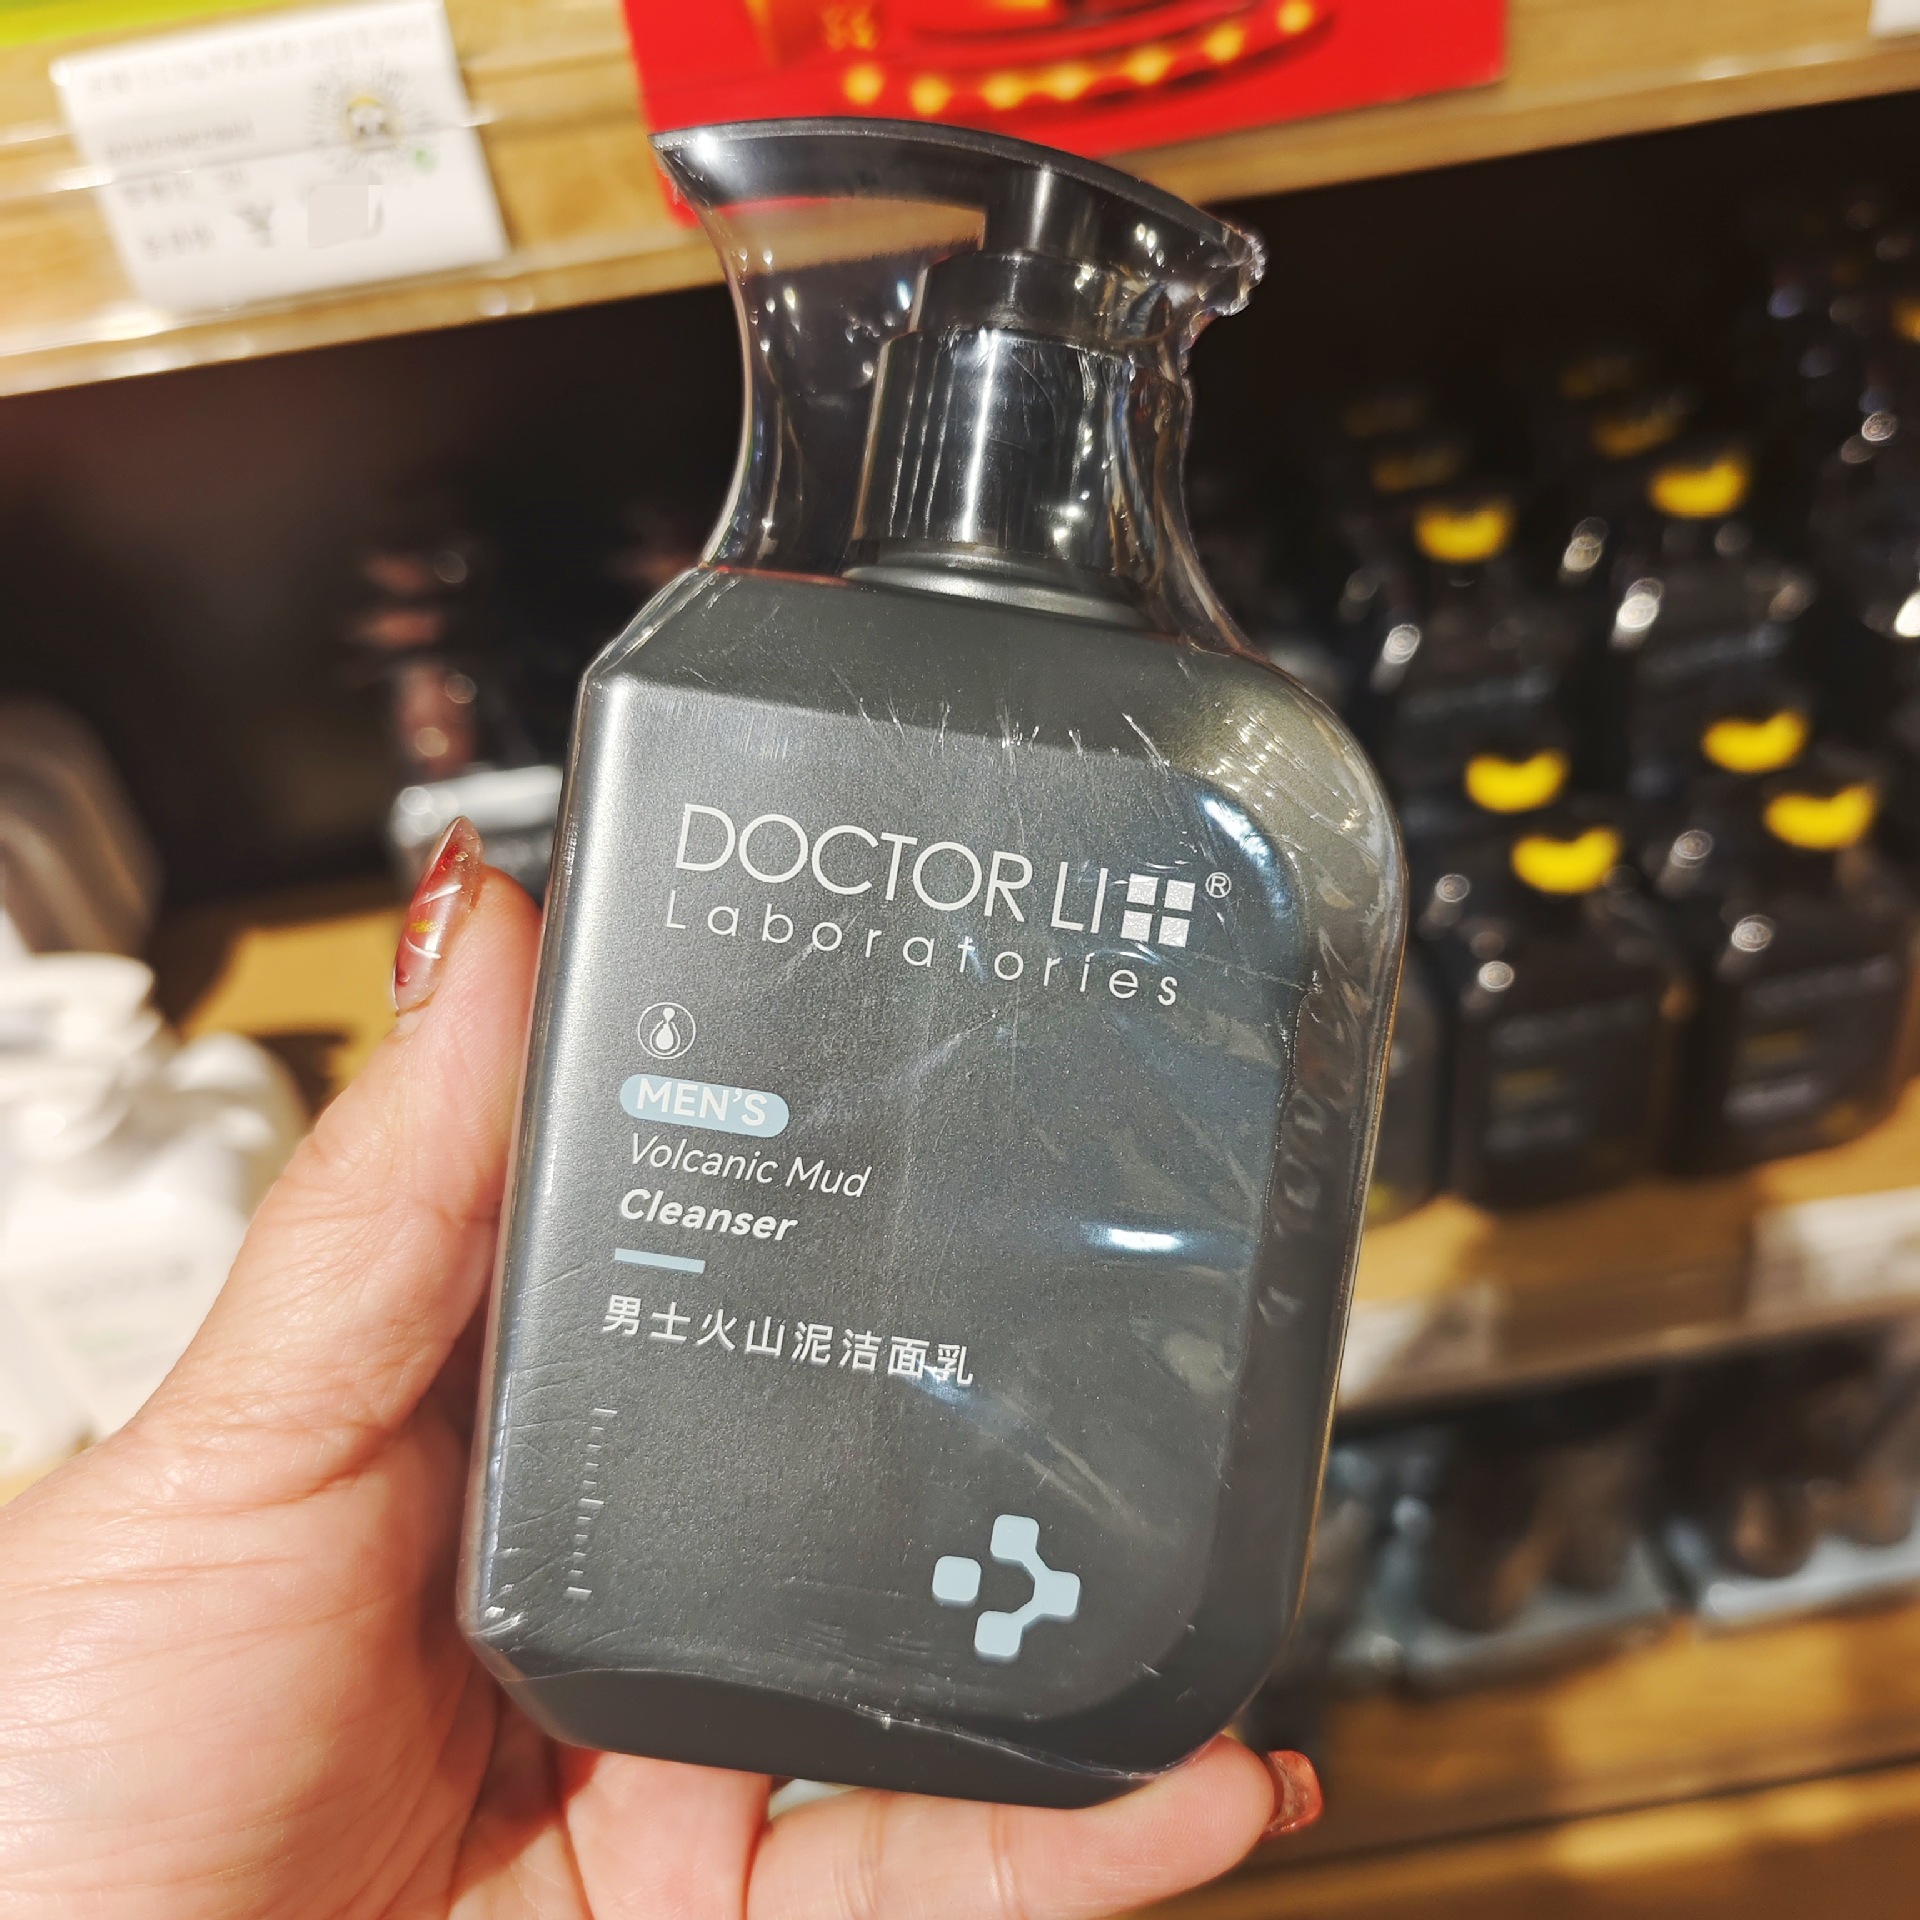 DOCTOR LI®
Laboratories
MEN'S
Volcanic Mud
Cleanser
男士火山泥洁面乳